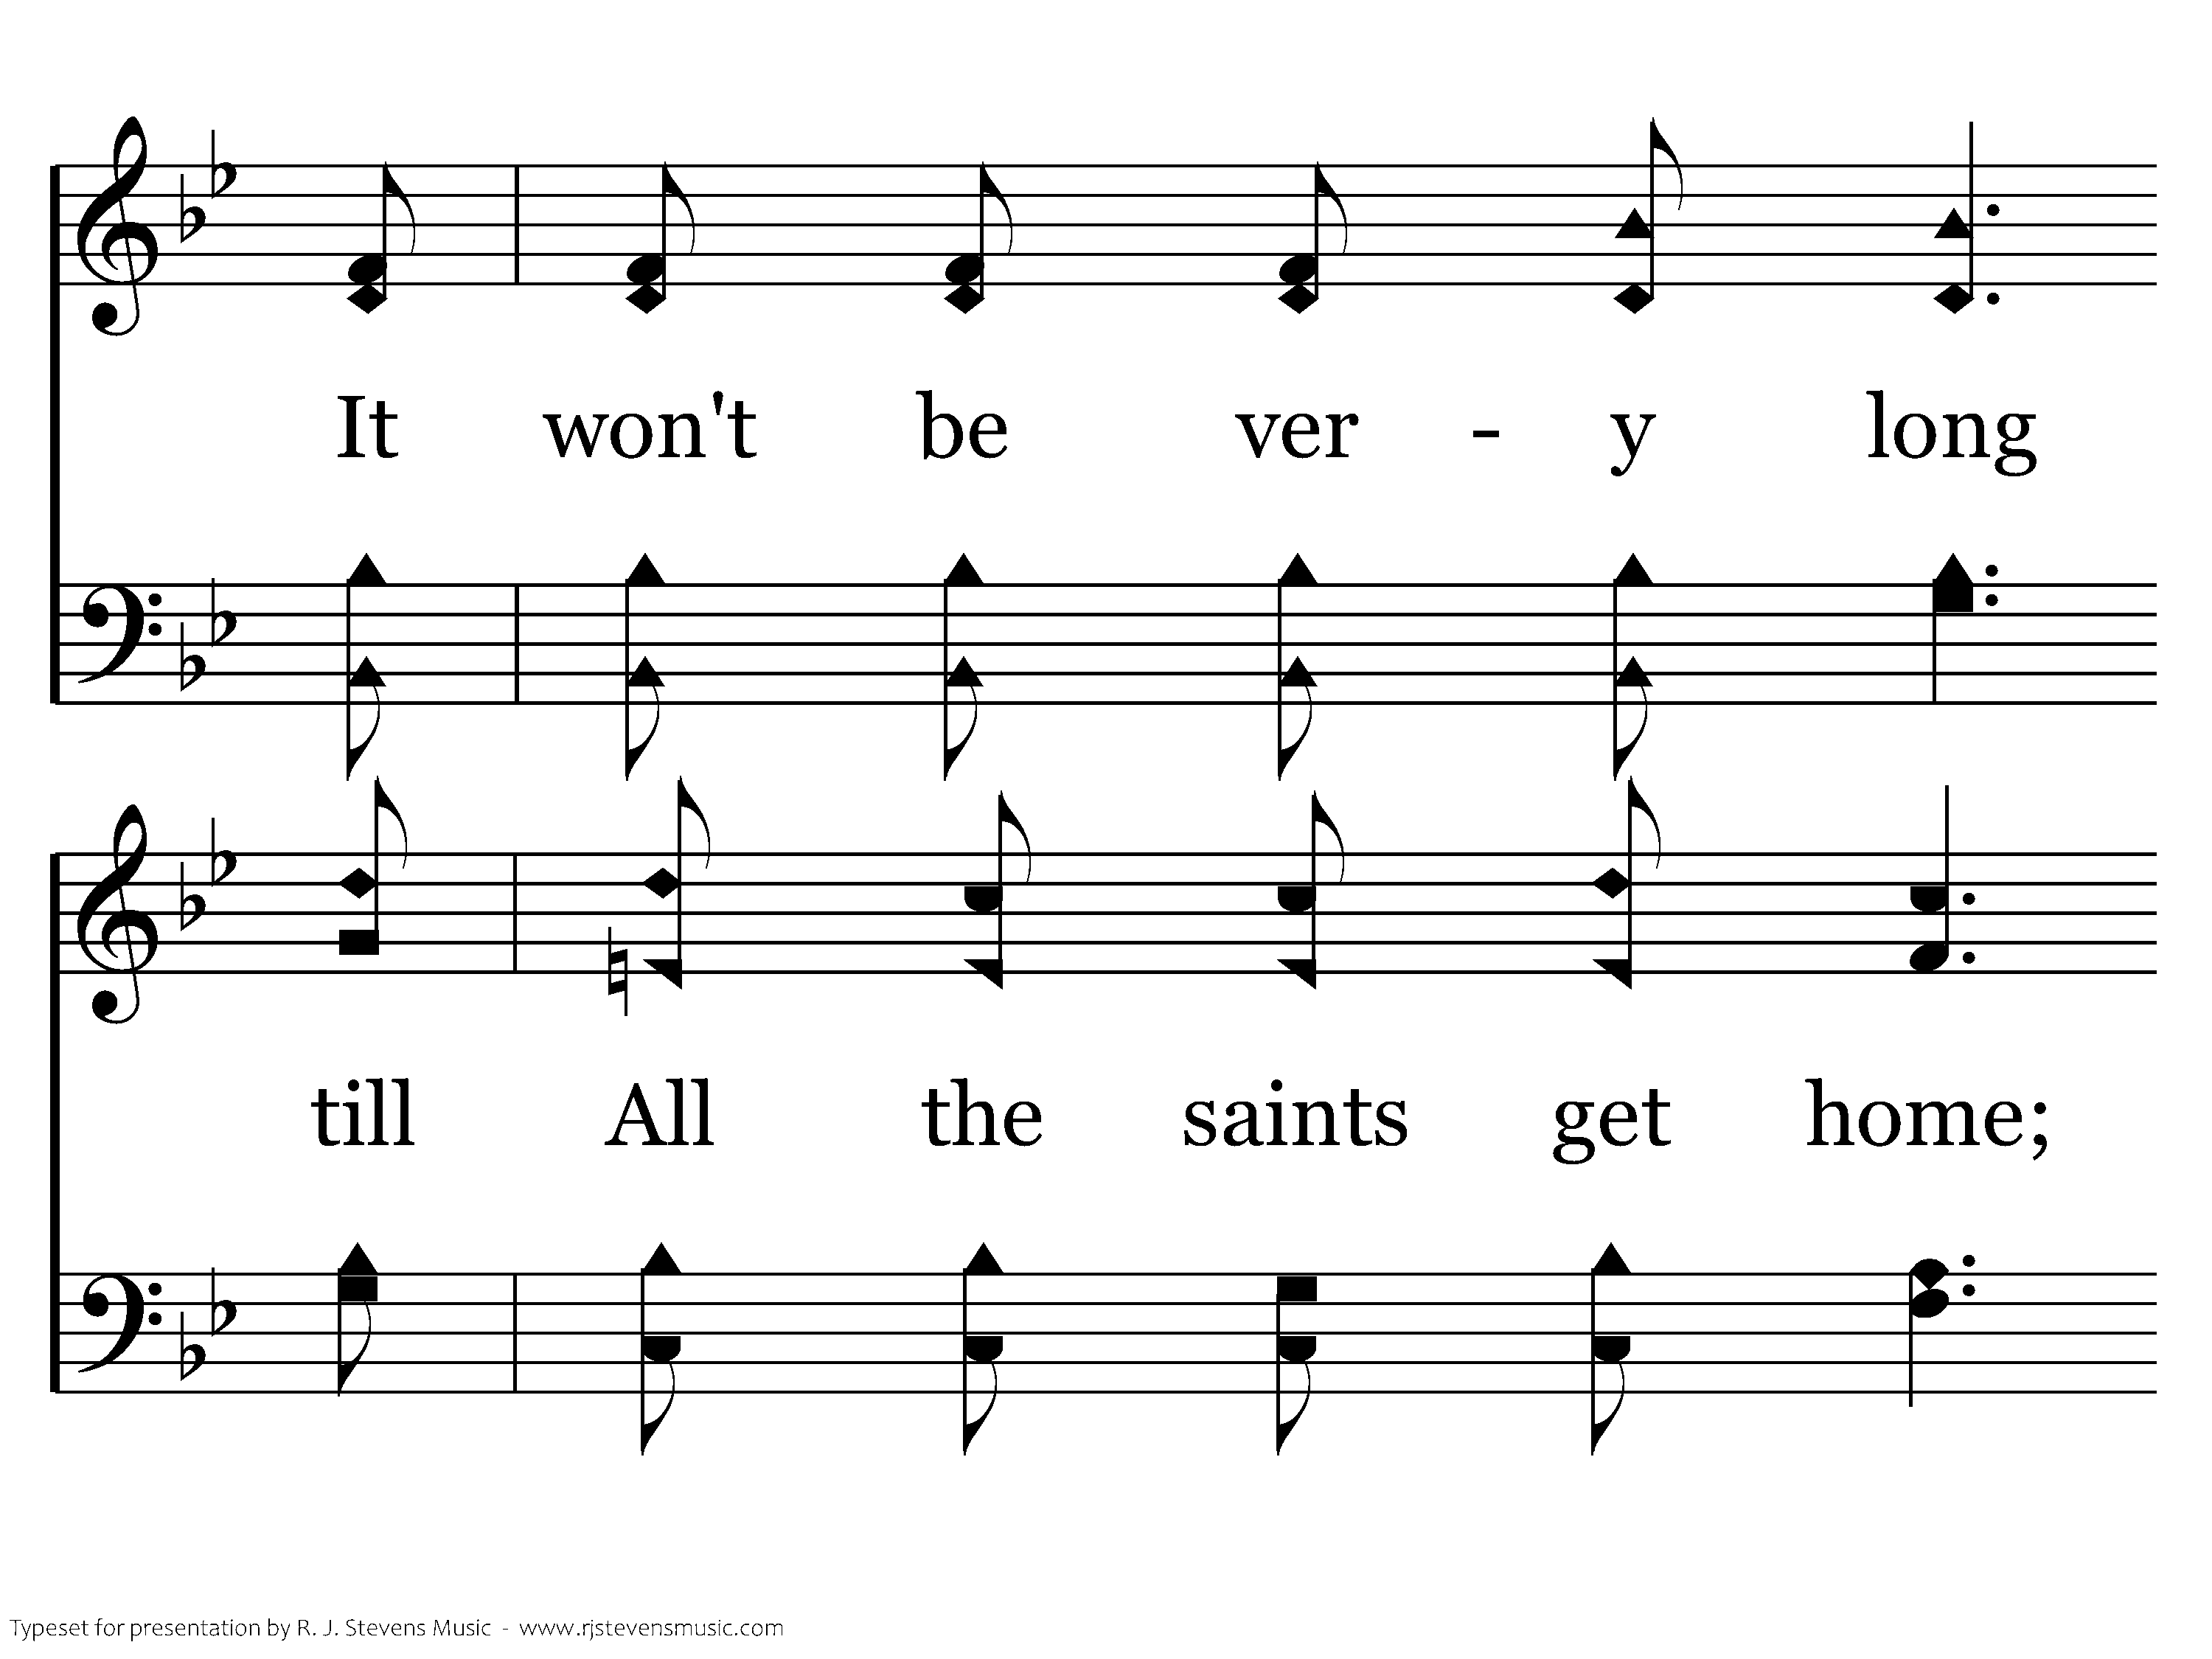 It won't be ver - y long
till All the saints get home;
Typeset for presentation by R. J. Stevens Music - www.rjstevensmusic.com